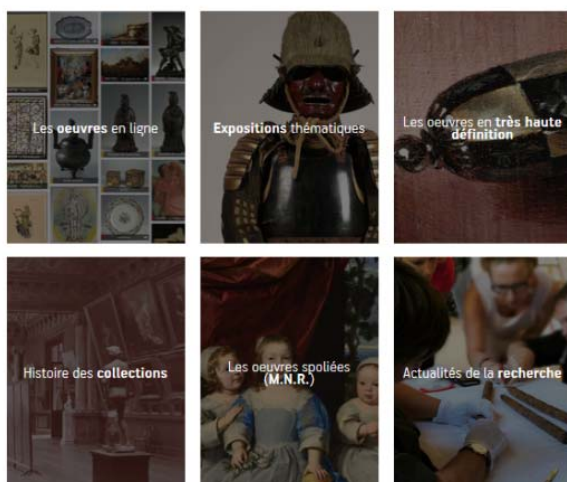 Les oeuvres en ligne
Expositions thématiques
Les oeuvres en très haute
définition
Histoire des collections
Les oeuvres spoliées
(M.N.R.)
Actualités de la recherche